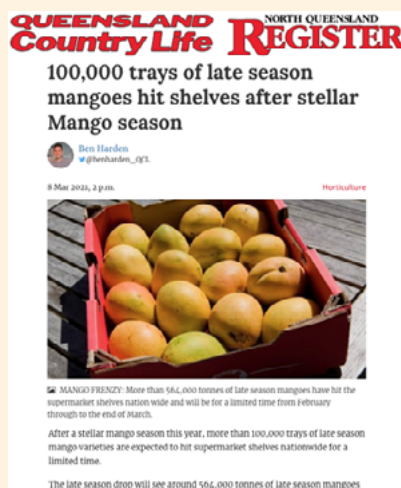 QUEENSLAND
Country Life
NORTH QUEENSLAND
REGISTER
100,000 trays of late season
mangoes hit shelves after stellar
Mango season
Ben Harden
@benharden_QCL
8 Mar 2021, 2 p.m.
Horticulture
MANGO FRENZY: More than 564,000 tonnes of late season mangoes have hit the
supermarket shelves nation wide and will be for a limited time from February
through to the end of March.
After a stellar mango season this year, more than 100,000 trays of late season
mango varieties are expected to hit supermarket shelves nationwide for a
limited time.
The late season drop will see around 564,000 tonnes of late season mangoes